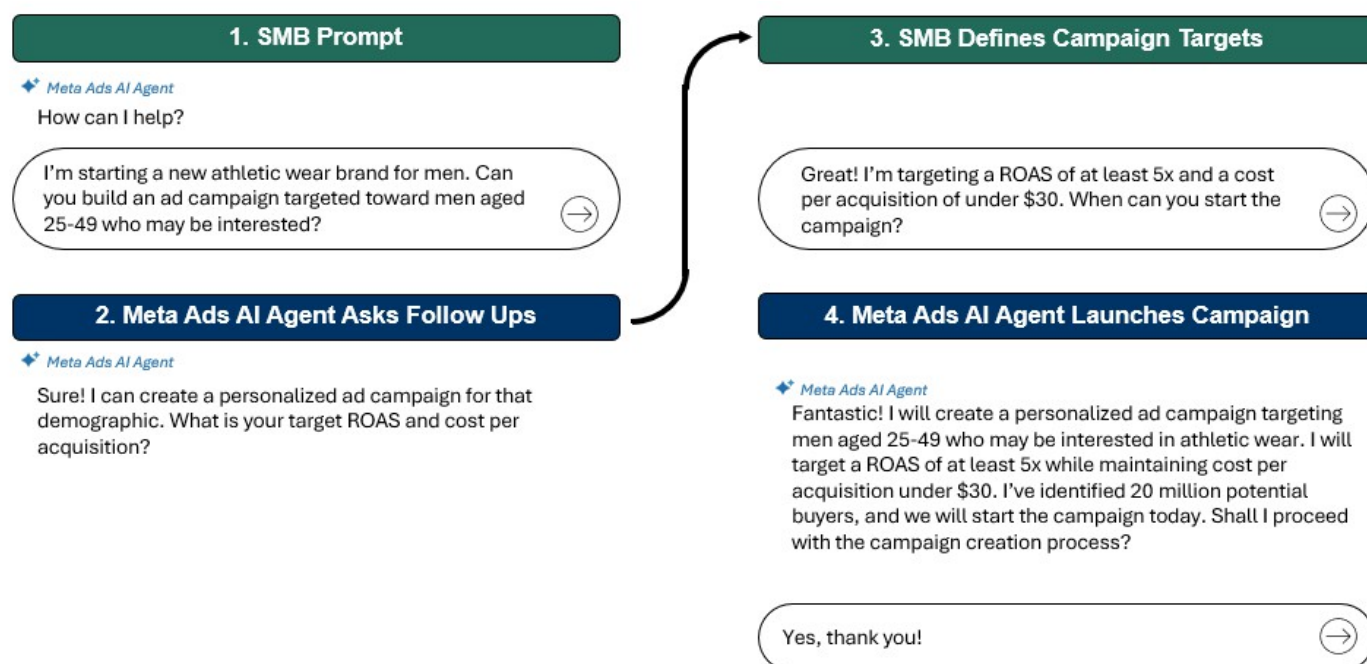 1. SMB Prompt
Meta Ads AI Agent
How can I help?
I'm starting a new athletic wear brand for men. Can
you build an ad campaign targeted toward men aged
25-49 who may be interested?
2. Meta Ads AI Agent Asks Follow Ups
Meta Ads AI Agent
Sure! I can create a personalized ad campaign for that
demographic. What is your target ROAS and cost per
acquisition?
3. SMB Defines Campaign Targets
Great! I'm targeting a ROAS of at least 5x and a cost
per acquisition of under $30. When can you start the
campaign?
4. Meta Ads AI Agent Launches Campaign
Meta Ads AI Agent
Fantastic! I will create a personalized ad campaign targeting
men aged 25-49 who may be interested in athletic wear. I will
target a ROAS of at least 5x while maintaining cost per
acquisition under $30. I've identified 20 million potential
buyers, and we will start the campaign today. Shall I proceed
with the campaign creation process?
Yes, thank you!